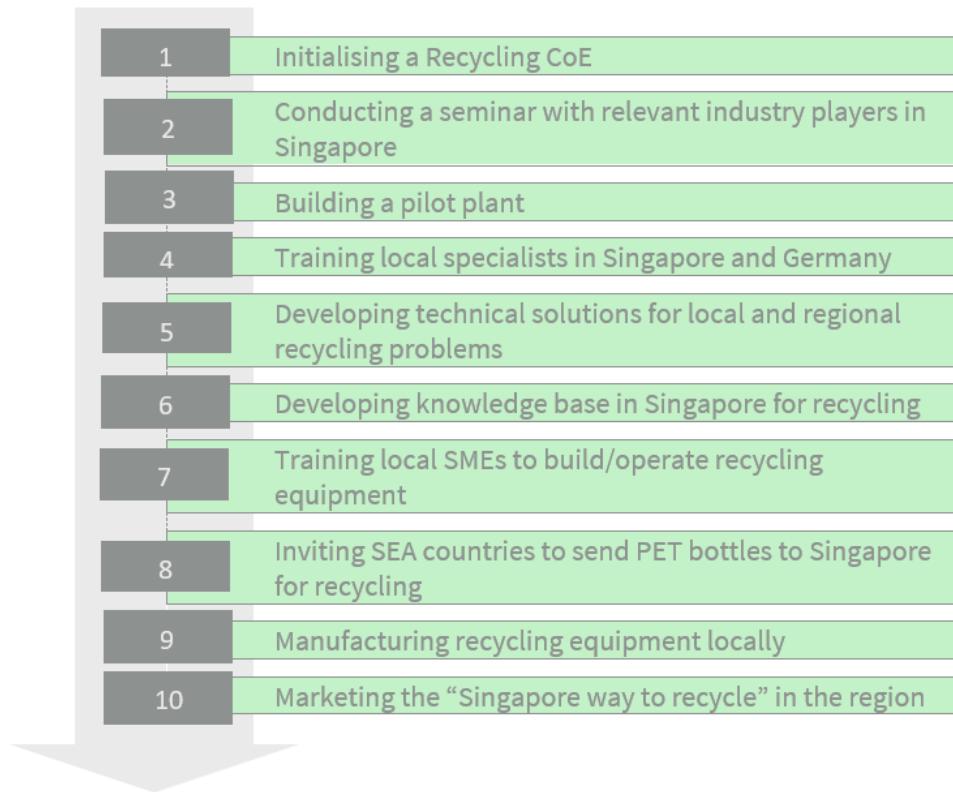 1
Initialising a Recycling CoE
2
Conducting a seminar with relevant industry players in
Singapore
3
Building a pilot plant
4
Training local specialists in Singapore and Germany
5
Developing technical solutions for local and regional
recycling problems
6
Developing knowledge base in Singapore for recycling
7
Training local SMEs to build/operate recycling
equipment
8
Inviting SEA countries to send PET bottles to Singapore
for recycling
9
Manufacturing recycling equipment locally
10
Marketing the “Singapore way to recycle” in the region